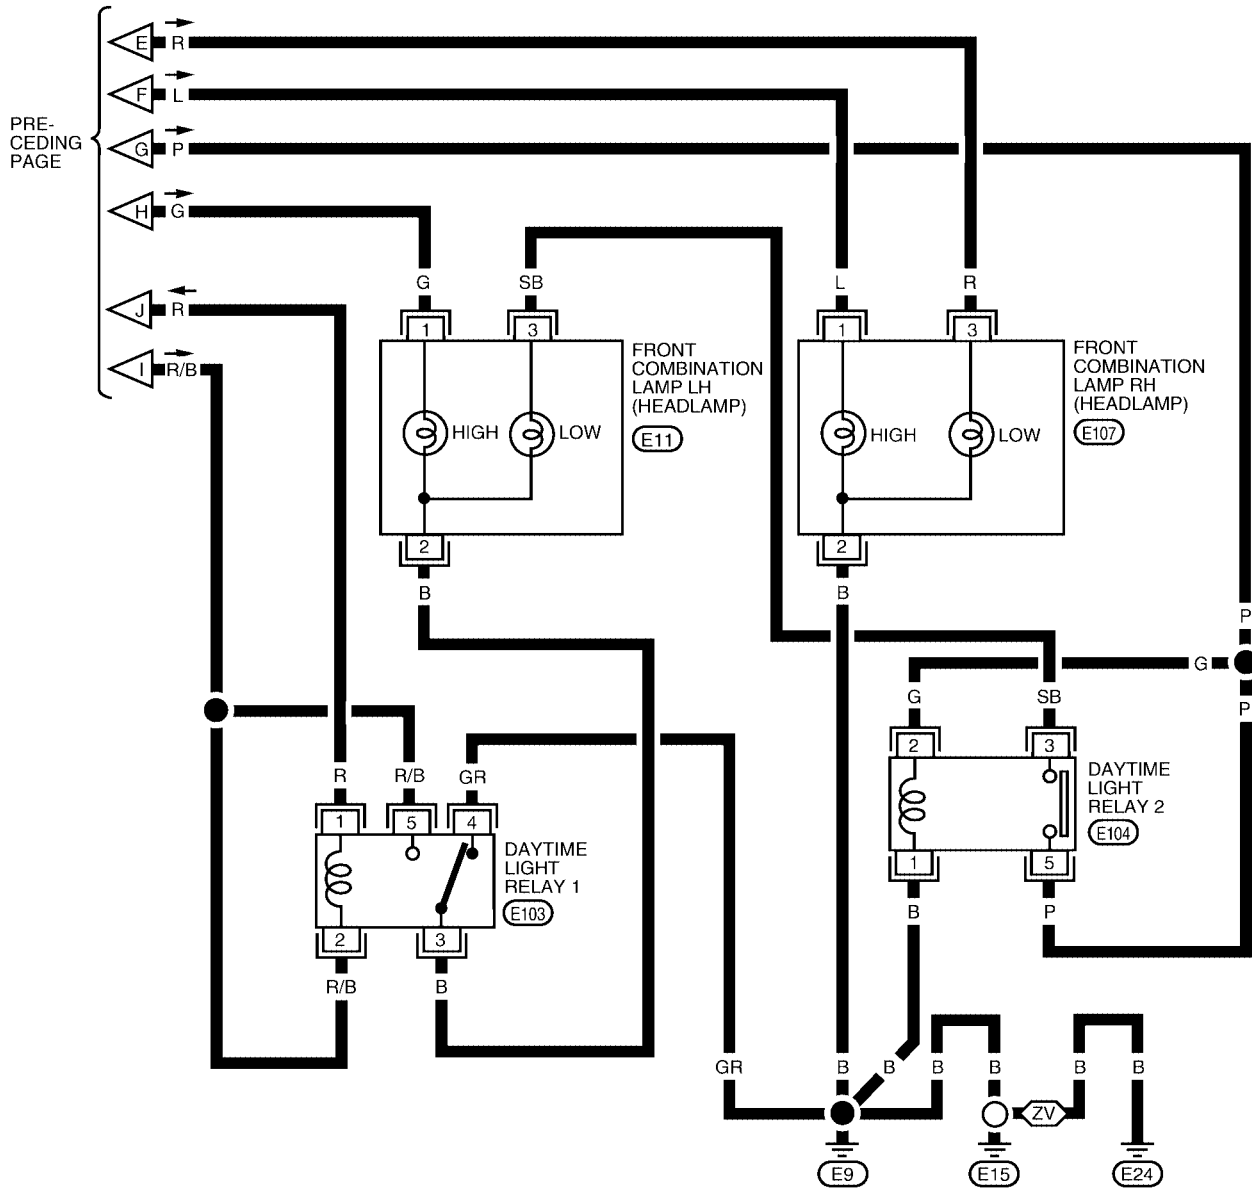 E R
F L
PRE-
CEDING
PAGE
G P
H G
J R
I R/B
G SB L R
1 3 1 3
FRONT
COMBINATION
LAMP LH
(HEADLAMP)
E11
FRONT
COMBINATION
LAMP RH
(HEADLAMP)
E107
HIGH LOW HIGH LOW
2 2
B B
P
G
G SB P
2 3
DAYTIME
LIGHT
RELAY 2
E104
R R/B GR
1 5 4
DAYTIME
LIGHT
RELAY 1
E103
1 5
B P
2 3
R/B B
GR B B B B B B
ZV
E9 E15 E24